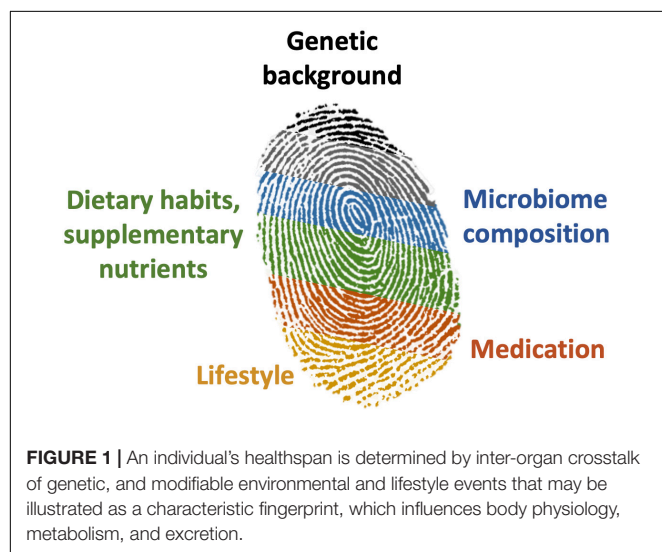 Genetic
background
Dietary habits,
supplementary
nutrients
Microbiome
composition
Medication
Lifestyle
FIGURE 1 | An individual's healthspan is determined by inter-organ crosstalk
of genetic, and modifiable environmental and lifestyle events that may be
illustrated as a characteristic fingerprint, which influences body physiology,
metabolism, and excretion.